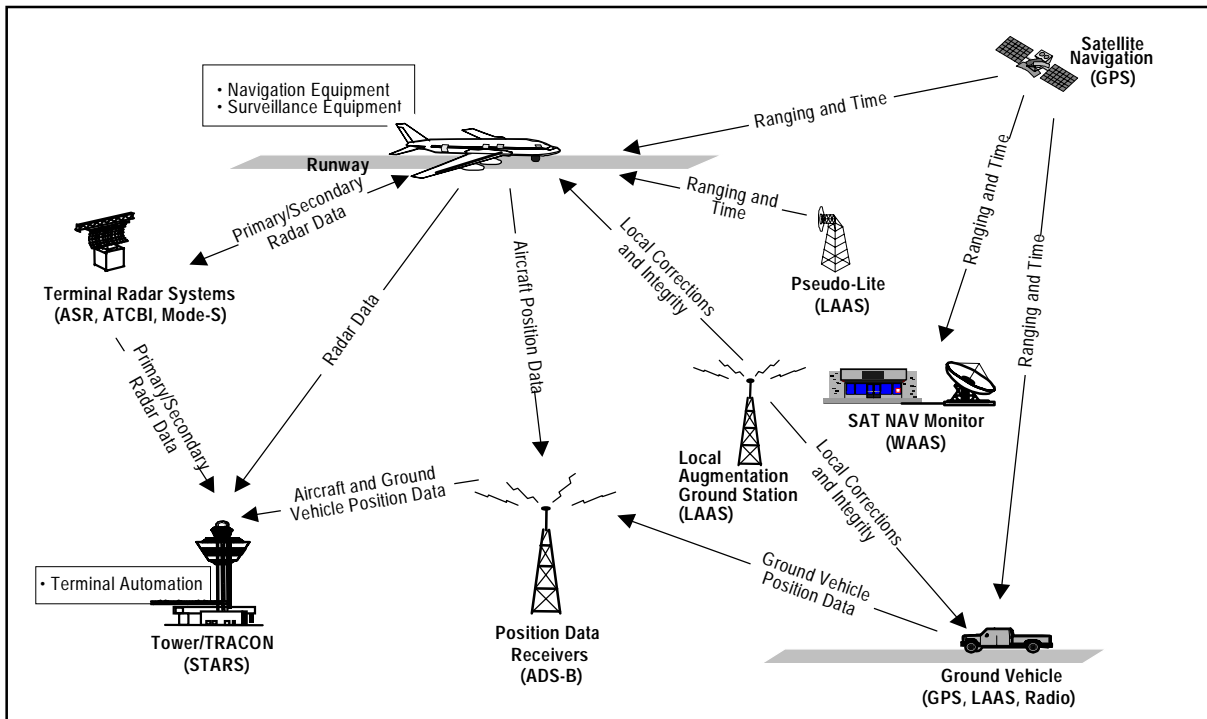 Satellite
Navigation
(GPS)
• Navigation Equipment
• Surveillance Equipment
Ranging and Time
Runway
Ranging and
Time
Primary/Secondary
Radar Data
Local Corrections
and Integrity
Ranging and Time
Ranging and Time
Aircraft Position Data
Radar Data
Pseudo-Lite
(LAAS)
Terminal Radar Systems
(ASR, ATCBI, Mode-S)
Primary/Secondary
Radar Data
SAT NAV Monitor
(WAAS)
Local
Augmentation
Ground Station
(LAAS)
Local Corrections
and Integrity
Aircraft and Ground
Vehicle Position Data
Ground Vehicle
Position Data
• Terminal Automation
Tower/TRACON
(STARS)
Position Data
Receivers
(ADS-B)
Ground Vehicle
(GPS, LAAS, Radio)